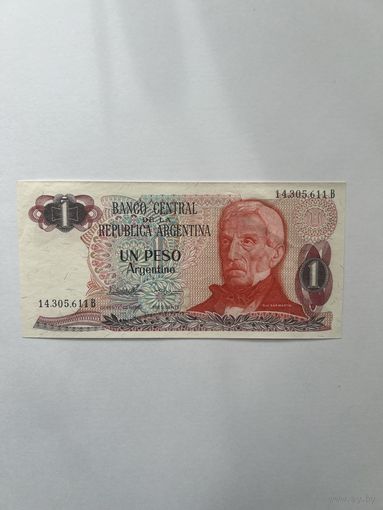 1
14.305.611 B
BANCO CENTRAL
DE LA
REPUBLICA ARGENTINA
UN PESO
Argentino
1
14.305.611 B